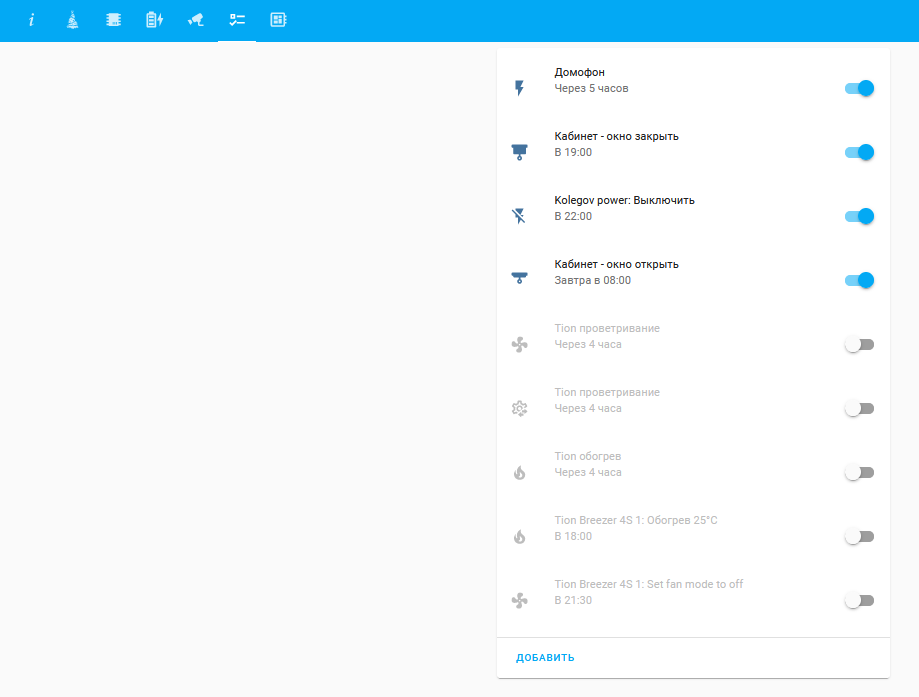 Домофон
Через 5 часов
Кабинет - окно закрыть
В 19:00
Kolegov power: Выключить
В 22:00
Кабинет - окно открыть
Завтра в 08:00
Tion проветривание
Через 4 часа
Tion проветривание
Через 4 часа
Tion обогрев
Через 4 часа
Tion Breezer 4S 1: Обогрев 25°C
В 18:00
Tion Breezer 4S 1: Set fan mode to off
В 21:30
ДОБАВИТЬ